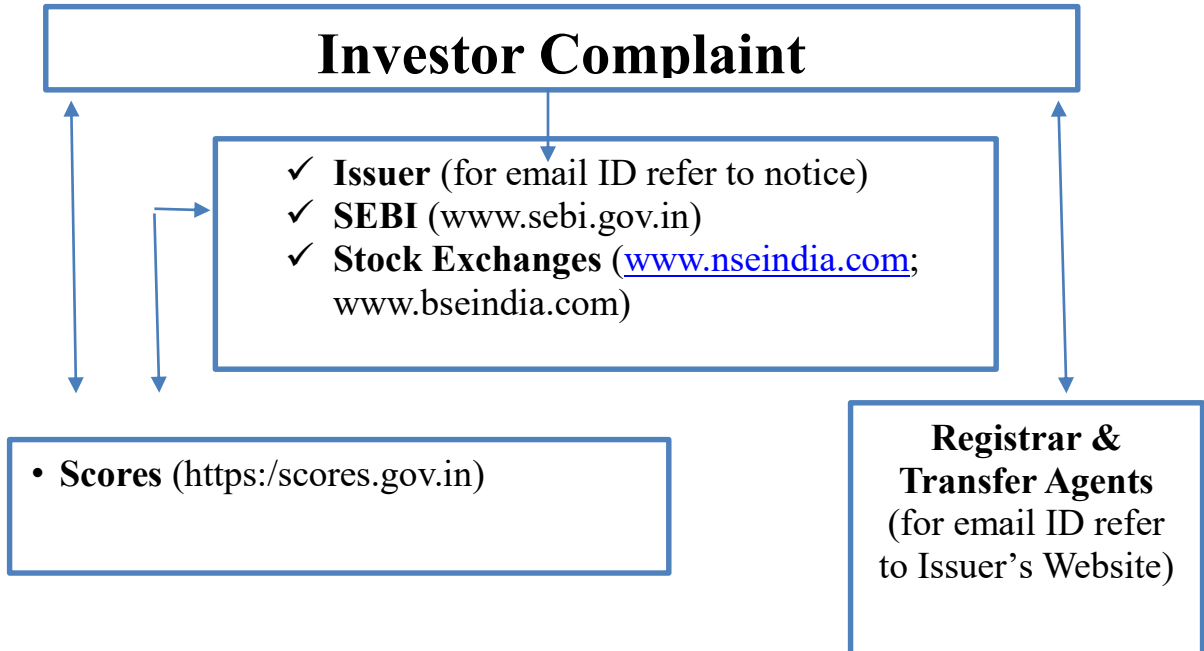 Investor Complaint
✓ Issuer (for email ID refer to notice)
✓ SEBI (www.sebi.gov.in)
✓ Stock Exchanges (www.nseindia.com;
www.bseindia.com)
• Scores (https:/scores.gov.in)
Registrar &
Transfer Agents
(for email ID refer
to Issuer’s Website)